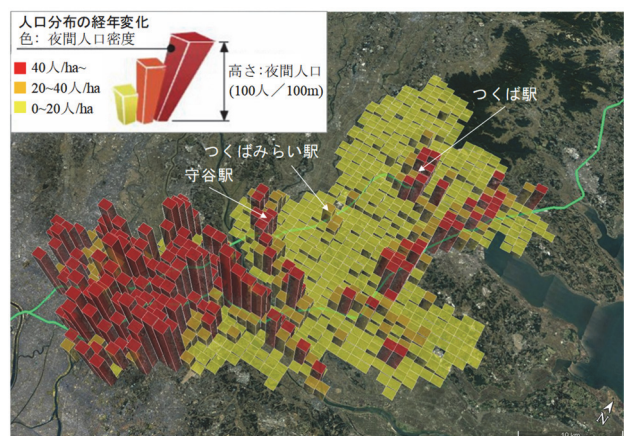 人口分布の経年変化
色: 夜間人口密度
40人/ha~
20~40人/ha
0~20人/ha
高さ:夜間人口
(100人/100m)
つくば駅
つくばみらい駅
守谷駅
N
10 km